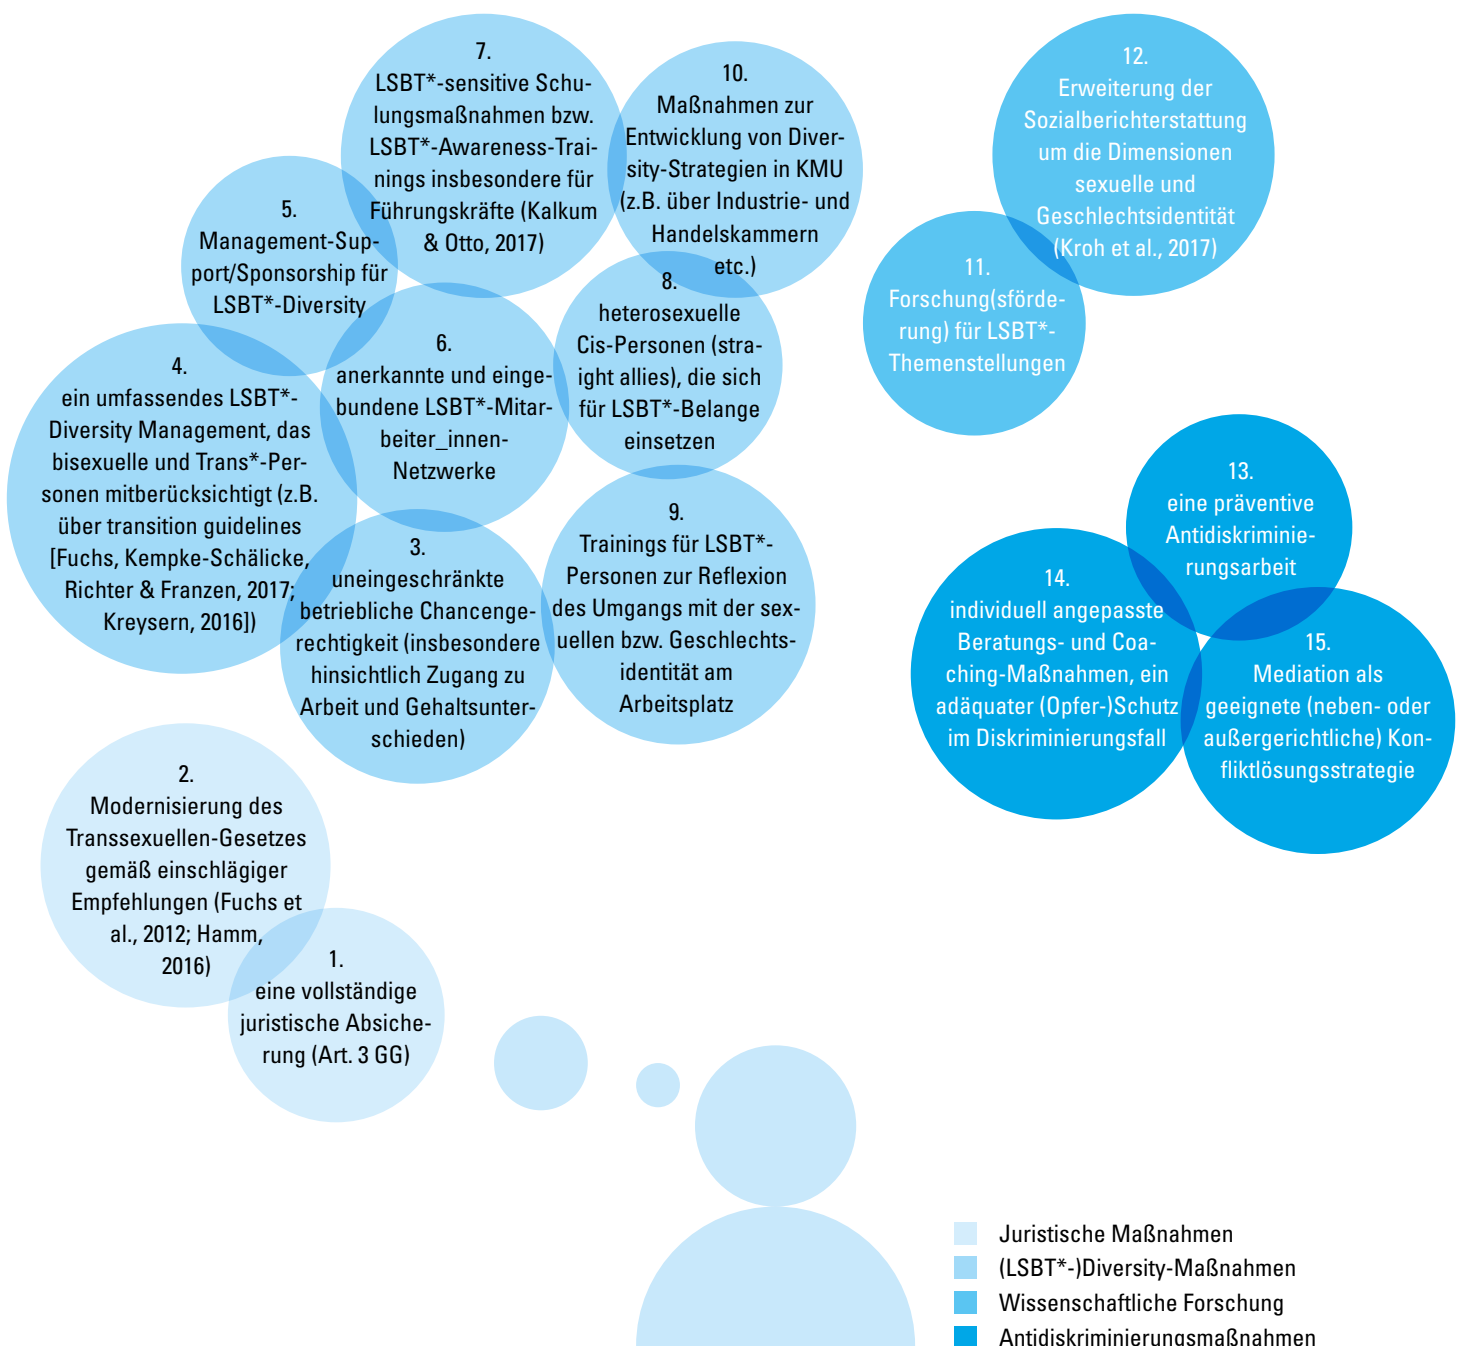 7.
LSBT*-sensitive Schu-
lungsmaßnahmen bzw.
LSBT*-Awareness-Trai-
nings insbesondere für
Führungskräfte (Kalkum
& Otto, 2017)
10.
Maßnahmen zur
Entwicklung von Diver-
sity-Strategien in KMU
(z.B. über Industrie- und
Handelskammern
etc.)
12.
Erweiterung der
Sozialberichterstattung
um die Dimensionen
sexuelle und
Geschlechtsidentität
(Kroh et al., 2017)
5.
Management-Sup-
port/Sponsorship für
LSBT*-Diversity
11.
Forschung(sförde-
rung) für LSBT*-
Themenstellungen
8.
heterosexuelle
Cis-Personen (stra-
ight allies), die sich
für LSBT*-Belange
einsetzen
6.
anerkannte und einge-
bundene LSBT*-Mitar-
beiter_innen-
Netzwerke
4.
ein umfassendes LSBT*-
Diversity Management, das
bisexuelle und Trans*-Per-
sonen mitberücksichtigt (z.B.
über transition guidelines
[Fuchs, Kempke-Schälicke,
Richter & Franzen, 2017;
Kreysern, 2016])
13.
eine präventive
Antidiskriminie-
rungsarbeit
9.
Trainings für LSBT*-
Personen zur Reflexion
des Umgangs mit der sex-
uellen bzw. Geschlechts-
identität am
Arbeitsplatz
3.
uneingeschränkte
betriebliche Chancenge-
rechtigkeit (insbesondere
hinsichtlich Zugang zu
Arbeit und Gehaltsunter-
schieden)
14.
individuell angepasste
Beratungs- und Coa-
ching-Maßnahmen, ein
adäquater (Opfer-)Schutz
im Diskriminierungsfall
15.
Mediation als
geeignete (neben- oder
außergerichtliche) Kon-
fliktlösungsstrategie
2.
Modernisierung des
Transsexuellen-Gesetzes
gemäß einschlägiger
Empfehlungen (Fuchs et
al., 2012; Hamm,
2016)
1.
eine vollständige
juristische Absiche-
rung (Art. 3 GG)
Juristische Maßnahmen
(LSBT*-)Diversity-Maßnahmen
Wissenschaftliche Forschung
Antidiskriminierungsmaßnahmen